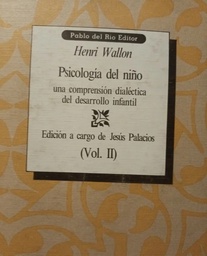 Pablo del Río Editor
Henri Wallon
Psicología del niño
una comprensión dialéctica
del desarrollo infantil
Edición a cargo de Jesús Palacios
(Vol. II)